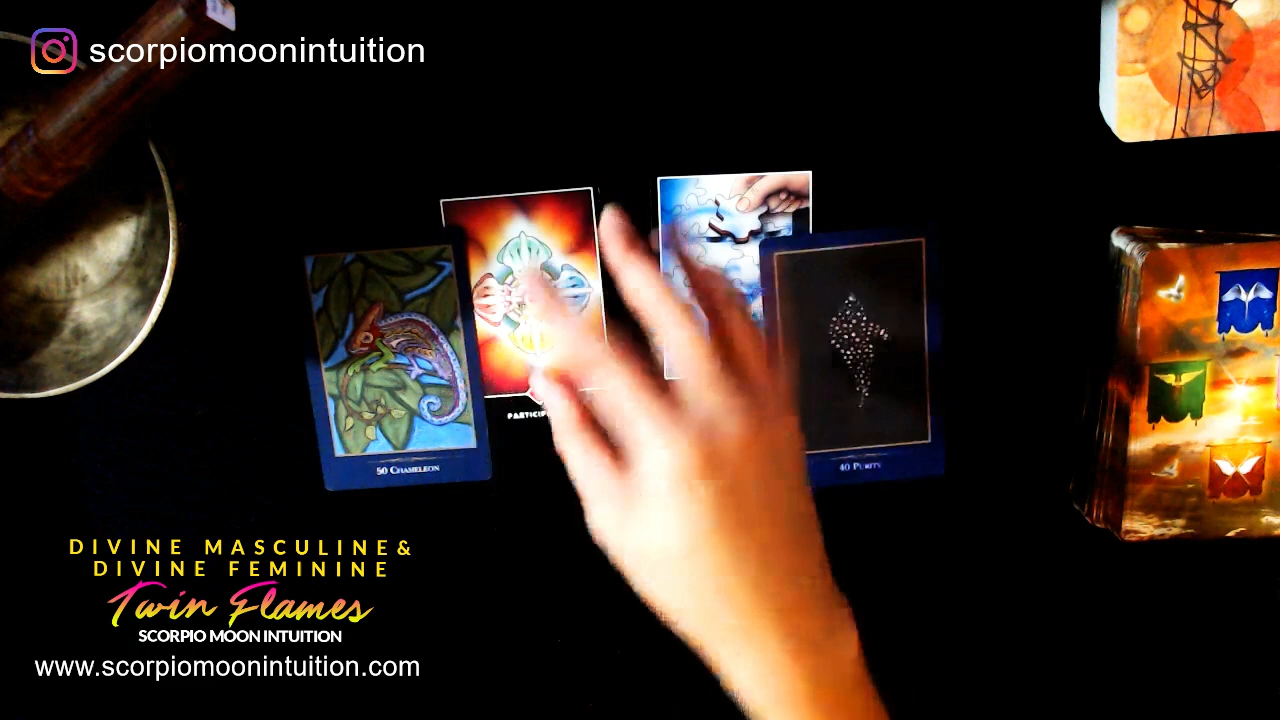 scorpiomoonintuition
50 CHAMELEON
40 PURITY
DIVINE MASCULINE&
DIVINE FEMININE
Twin Flames
SCORPIO MOON INTUITION
www.scorpiomoonintuition.com